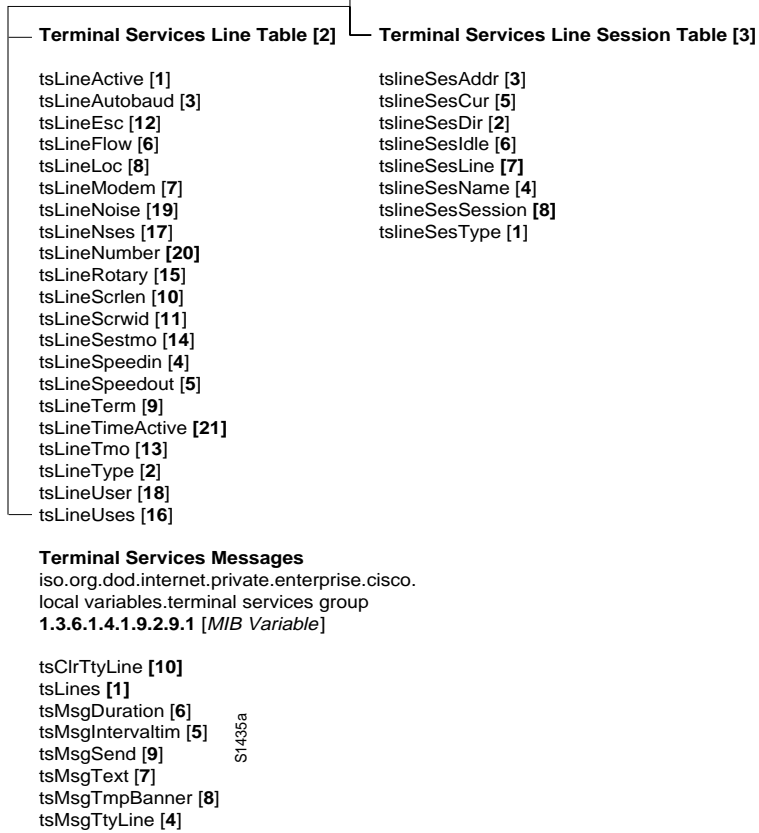 Terminal Services Line Table [2]
tsLineActive [1]
tsLineAutobaud [3]
tsLineEsc [12]
tsLineFlow [6]
tsLineLoc [8]
tsLineModem [7]
tsLineNoise [19]
tsLineNses [17]
tsLineNumber [20]
tsLineRotary [15]
tsLineScrlen [10]
tsLineScrwid [11]
tsLineSestmo [14]
tsLineSpeedin [4]
tsLineSpeedout [5]
tsLineTerm [9]
tsLineTimeActive [21]
tsLineTmo [13]
tsLineType [2]
tsLineUser [18]
tsLineUses [16]
Terminal Services Line Session Table [3]
tslineSesAddr [3]
tslineSesCur [5]
tslineSesDir [2]
tslineSesIdle [6]
tslineSesLine [7]
tslineSesName [4]
tslineSesSession [8]
tslineSesType [1]
Terminal Services Messages
iso.org.dod.internet.private.enterprise.cisco.
local variables.terminal services group
1.3.6.1.4.1.9.2.9.1 [MIB Variable]
tsClrTtyLine [10]
tsLines [1]
tsMsgDuration [6]
tsMsgIntervaltim [5]
tsMsgSend [9]
tsMsgText [7]
tsMsgTmpBanner [8]
tsMsgTtyLine [4]
S1435a